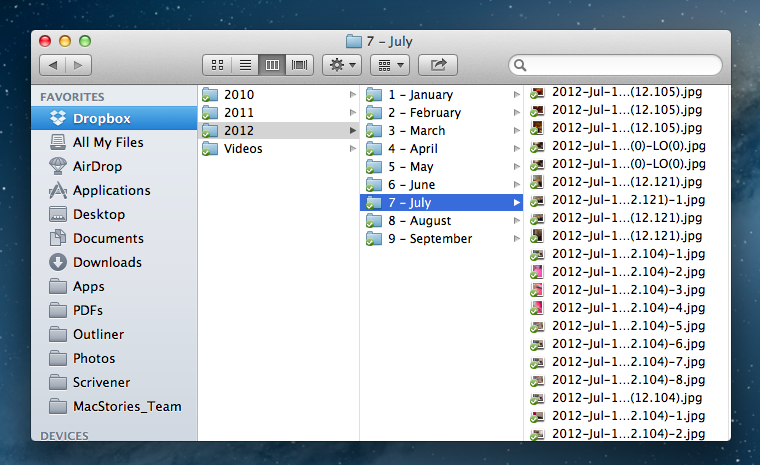 7 – July
FAVORITES
Dropbox
All My Files
AirDrop
Applications
Desktop
Documents
Downloads
Apps
PDFs
Outliner
Photos
Scrivener
MacStories_Team
DEVICES
2010
2011
2012
Videos
1 – January
2 – February
3 – March
4 – April
5 – May
6 – June
7 – July
8 – August
9 – September
2012-Jul-1...(12.105).jpg
2012-Jul-1...(12.105).jpg
2012-Jul-1...(12.105).jpg
2012-Jul-1...(0)-LO(0).jpg
2012-Jul-1...(0)-LO(0).jpg
2012-Jul-1...(12.121).jpg
2012-Jul-1...2.121)-1.jpg
2012-Jul-1...(12.121).jpg
2012-Jul-1...(12.121).jpg
2012-Jul-1...2.104)-1.jpg
2012-Jul-1...2.104)-2.jpg
2012-Jul-1...2.104)-3.jpg
2012-Jul-1...2.104)-4.jpg
2012-Jul-1...2.104)-5.jpg
2012-Jul-1...2.104)-6.jpg
2012-Jul-1...2.104)-7.jpg
2012-Jul-1...2.104)-8.jpg
2012-Jul-1...(12.104).jpg
2012-Jul-1...2.104)-1.jpg
2012-Jul-1...2.104)-2.jpg